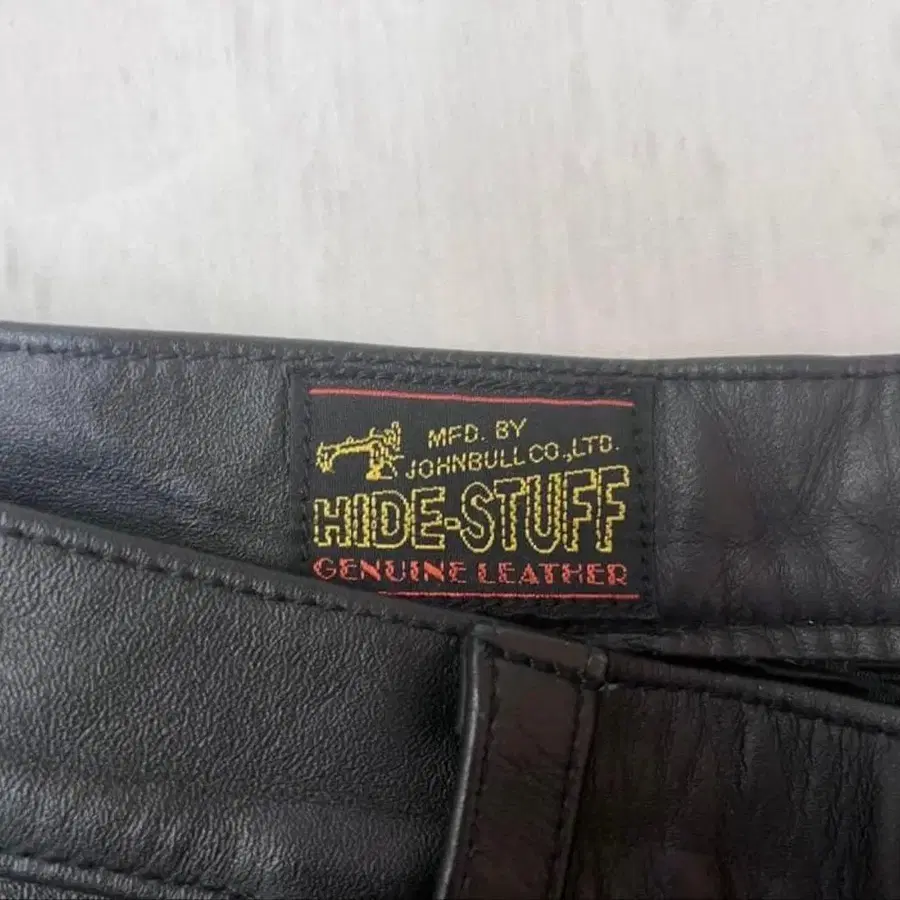 MFD. BY
JOHNBULL CO.,LTD.
HIDE-STUFF
GENUINE LEATHER